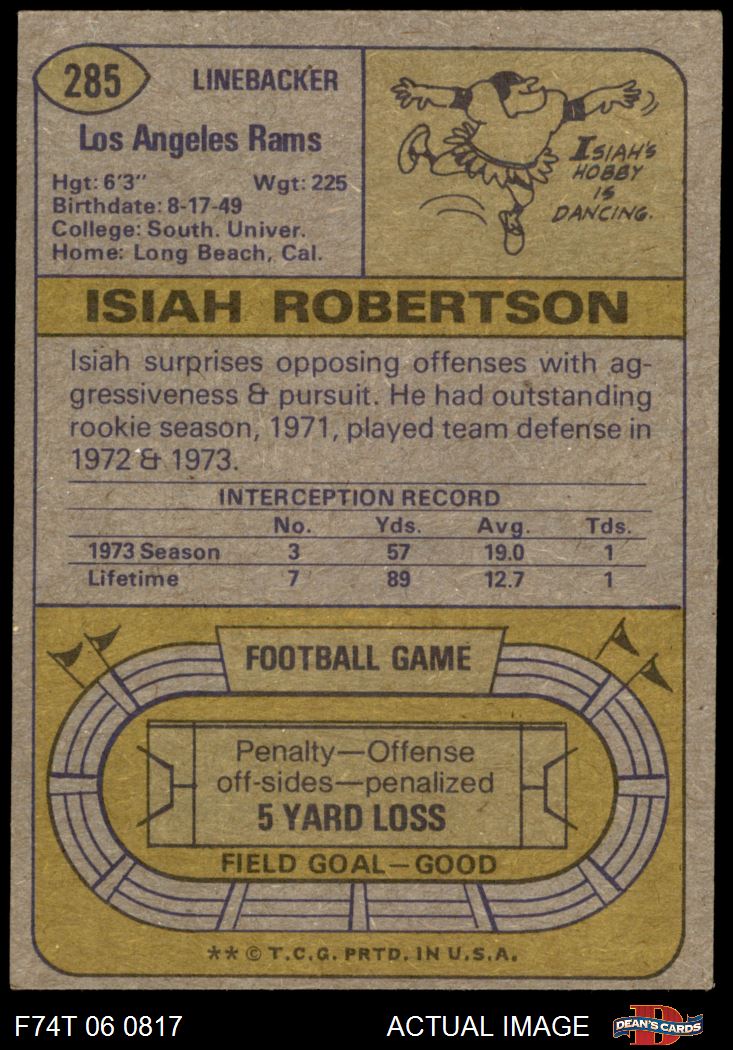 285
LINEBACKER
Los Angeles Rams
Hgt: 6'3" Wgt: 225
Birthdate: 8-17-49
College: South. Univer.
Home: Long Beach, Cal.
ISIAH'S
HOBBY
IS
DANCING.
ISIAH ROBERTSON
Isiah surprises opposing offenses with ag-
gressiveness & pursuit. He had outstanding
rookie season, 1971, played team defense in
1972 & 1973.
INTERCEPTION RECORD
No. Yds. Avg. Tds.
1973 Season 3 57 19.0 1
Lifetime 7 89 12.7 1
FOOTBALL GAME
Penalty—Offense
off-sides—penalized
5 YARD LOSS
FIELD GOAL—GOOD
** © T.C.G. PRTD. IN U.S.A.
F74T 06 0817 ACTUAL IMAGE
D
DEAN'S CARDS